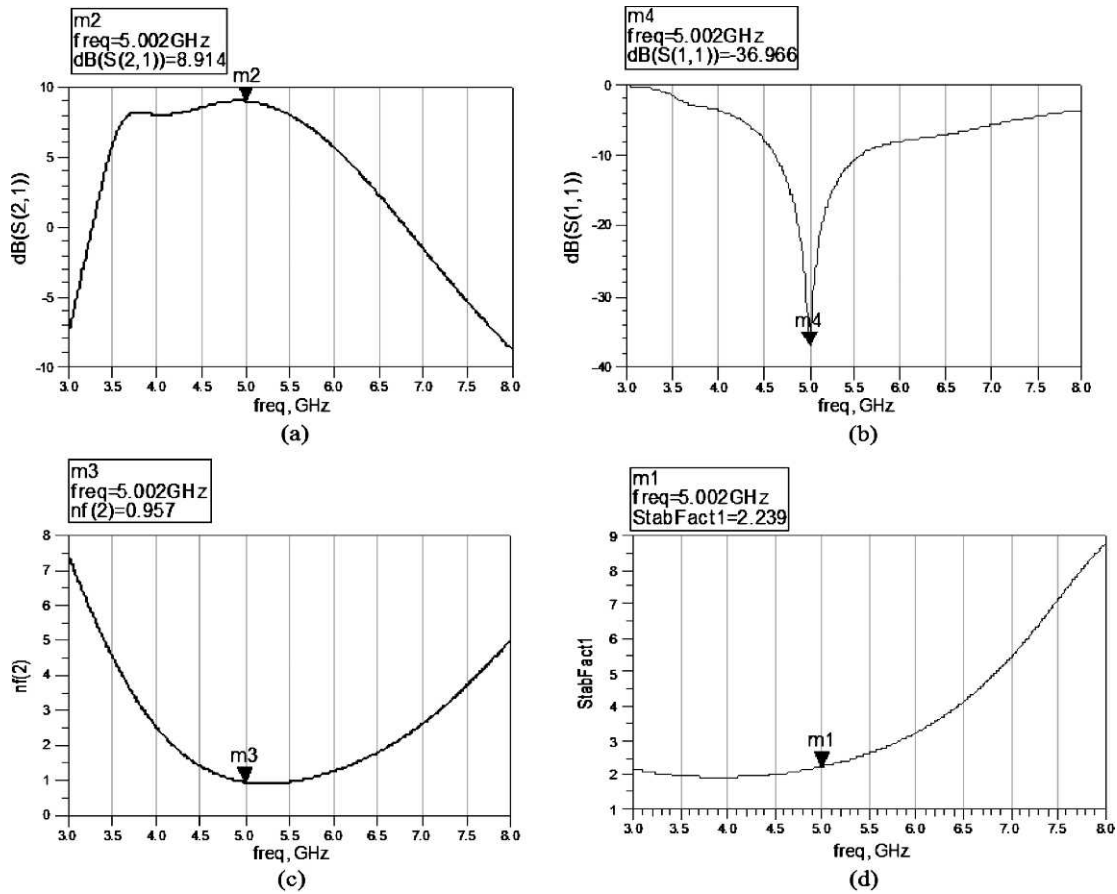 m2
freq=5.002GHz
dB(S(2,1))=8.914
m2
10
5
0
-5
-10
dB(S(2,1))
3.0 3.5 4.0 4.5 5.0 5.5 6.0 6.5 7.0 7.5 8.0
freq, GHz
(a)
m4
freq=5.002GHz
dB(S(1,1))=-36.966
0
-10
-20
-30
-40
dB(S(1,1))
m4
3.0 3.5 4.0 4.5 5.0 5.5 6.0 6.5 7.0 7.5 8.0
freq, GHz
(b)
m3
freq=5.002GHz
nf(2)=0.957
8
7
6
5
4
3
2
1
0
nf(2)
m3
3.0 3.5 4.0 4.5 5.0 5.5 6.0 6.5 7.0 7.5 8.0
freq, GHz
(c)
m1
freq=5.002GHz
StabFact1=2.239
9
8
7
6
5
4
3
2
1
StabFact1
m1
3.0 3.5 4.0 4.5 5.0 5.5 6.0 6.5 7.0 7.5 8.0
freq, GHz
(d)